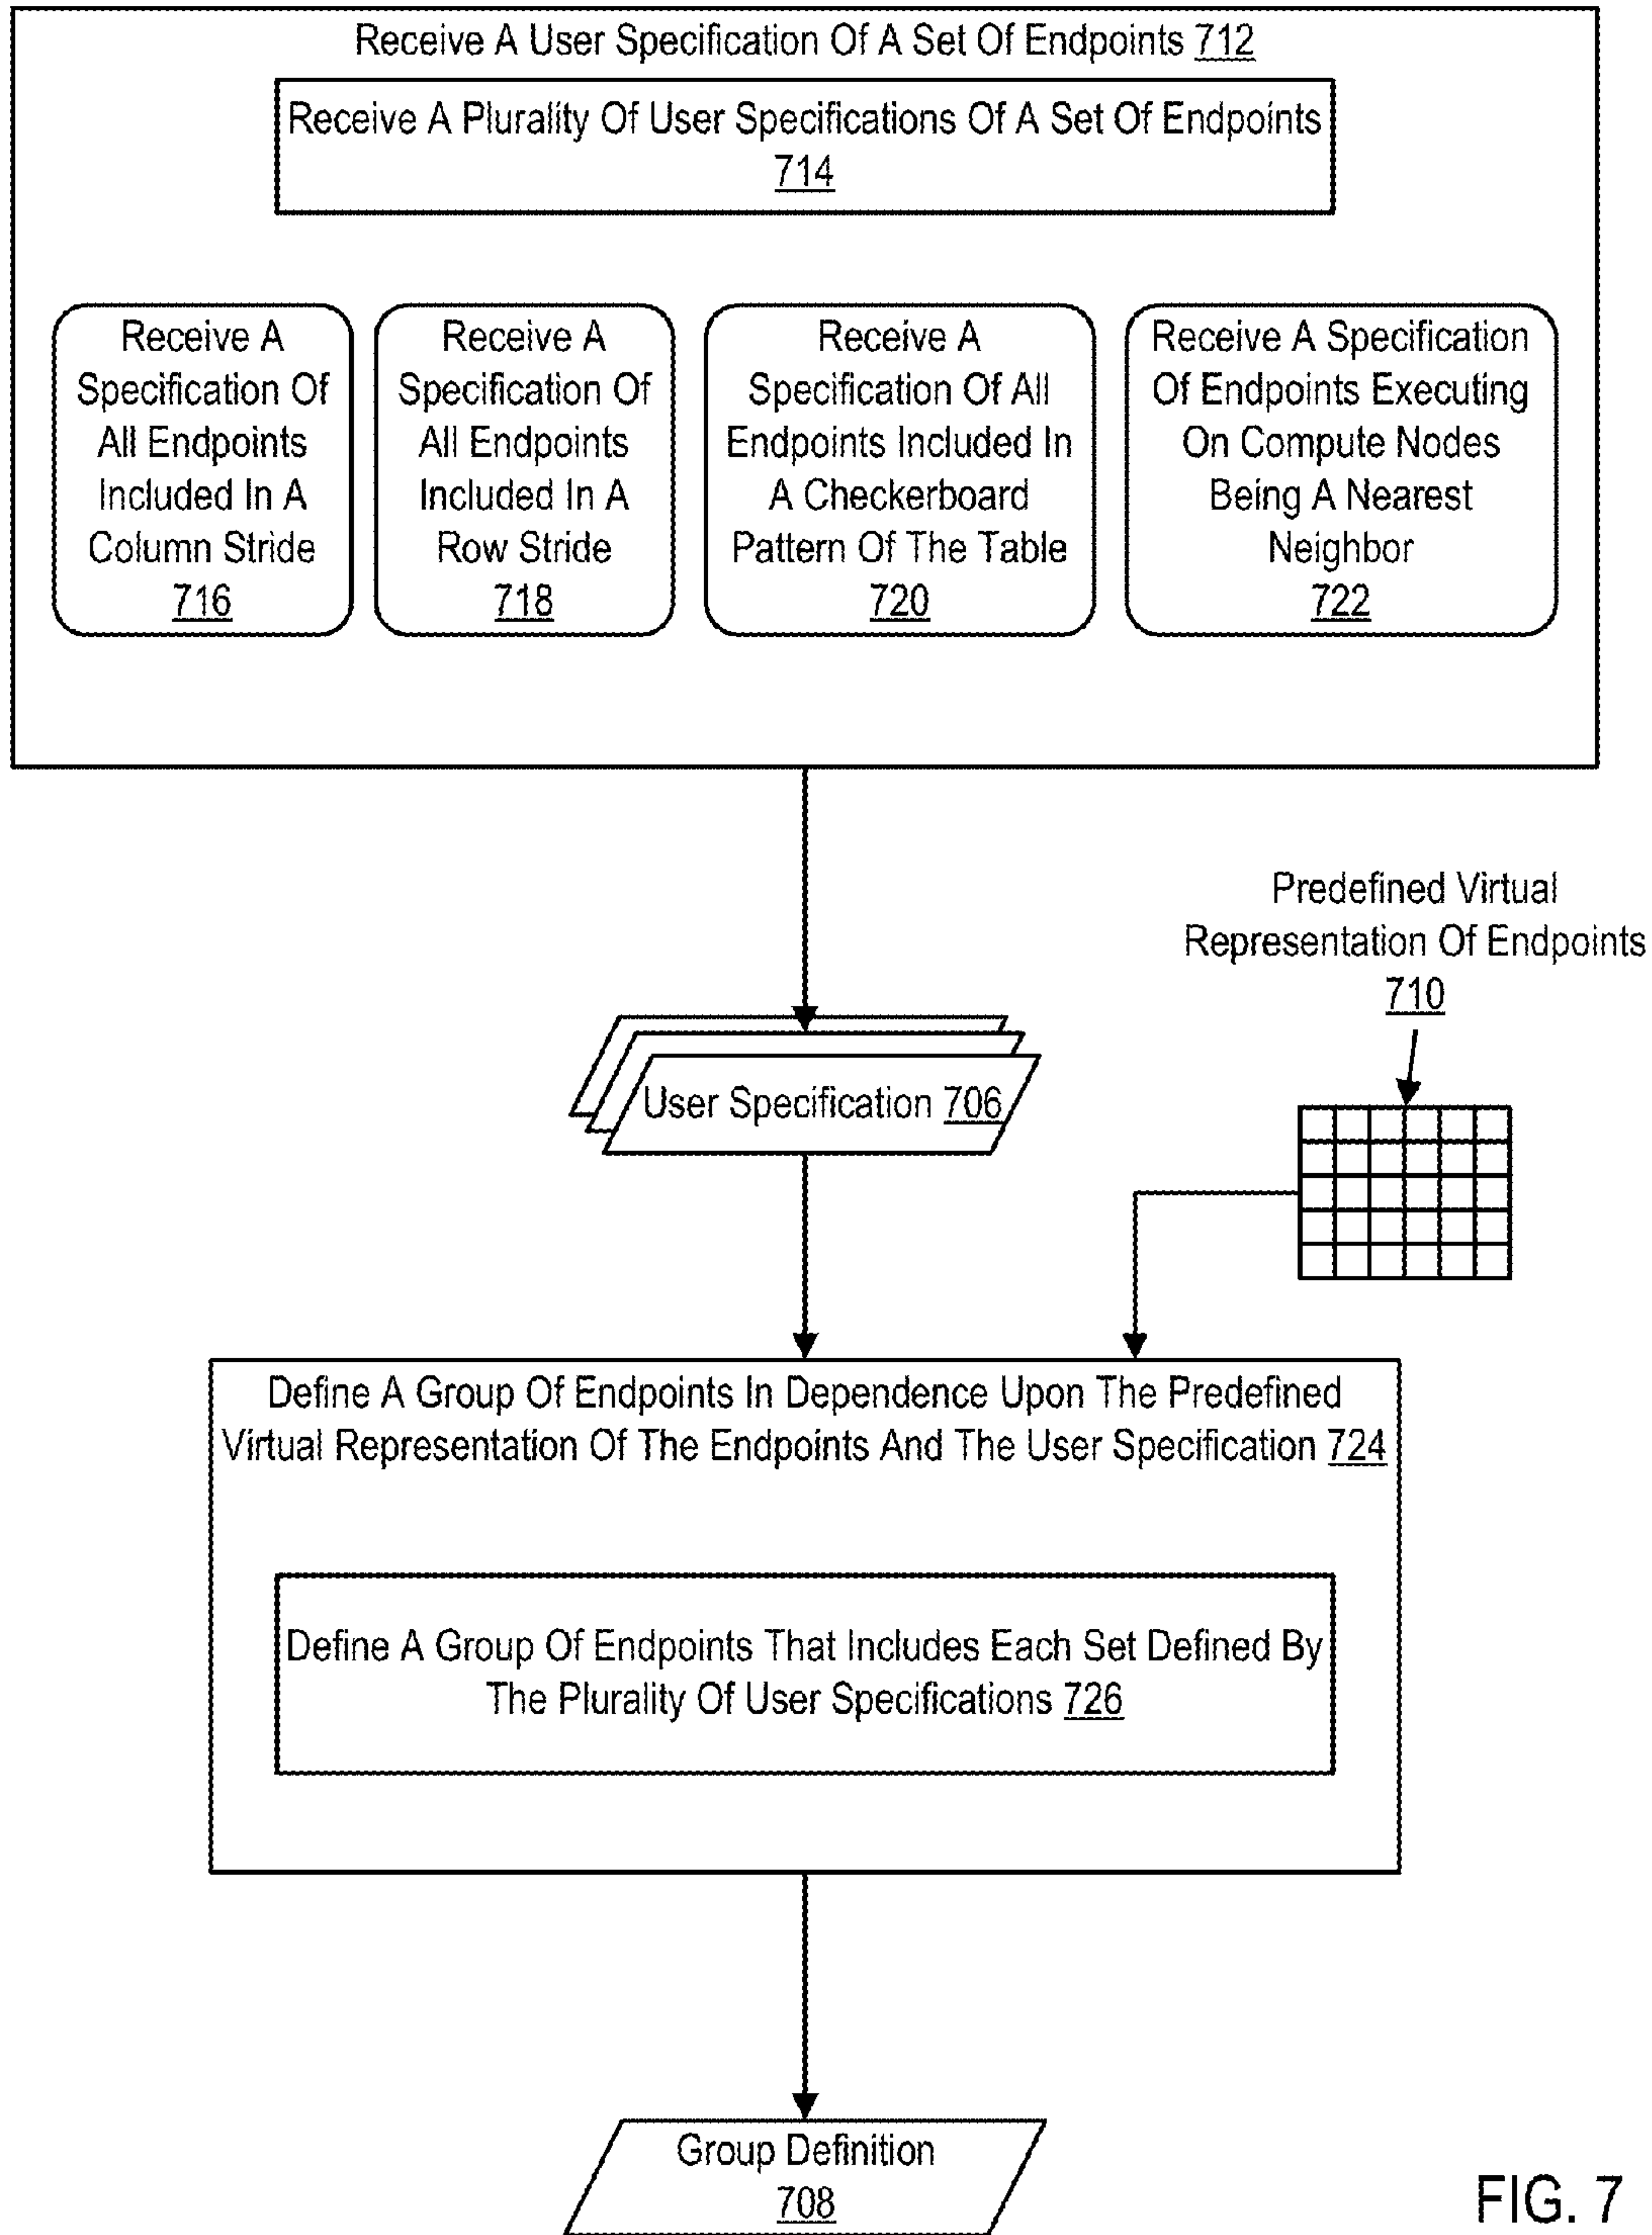 Receive A User Specification Of A Set Of Endpoints 712
Receive A Plurality Of User Specifications Of A Set Of Endpoints
714
Receive A
Specification Of
All Endpoints
Included In A
Column Stride
716
Receive A
Specification Of
All Endpoints
Included In A
Row Stride
718
Receive A
Specification Of All
Endpoints Included In
A Checkerboard
Pattern Of The Table
720
Receive A Specification
Of Endpoints Executing
On Compute Nodes
Being A Nearest
Neighbor
722
Predefined Virtual
Representation Of Endpoints
710
User Specification 706
Define A Group Of Endpoints In Dependence Upon The Predefined
Virtual Representation Of The Endpoints And The User Specification 724
Define A Group Of Endpoints That Includes Each Set Defined By
The Plurality Of User Specifications 726
Group Definition
708
FIG. 7